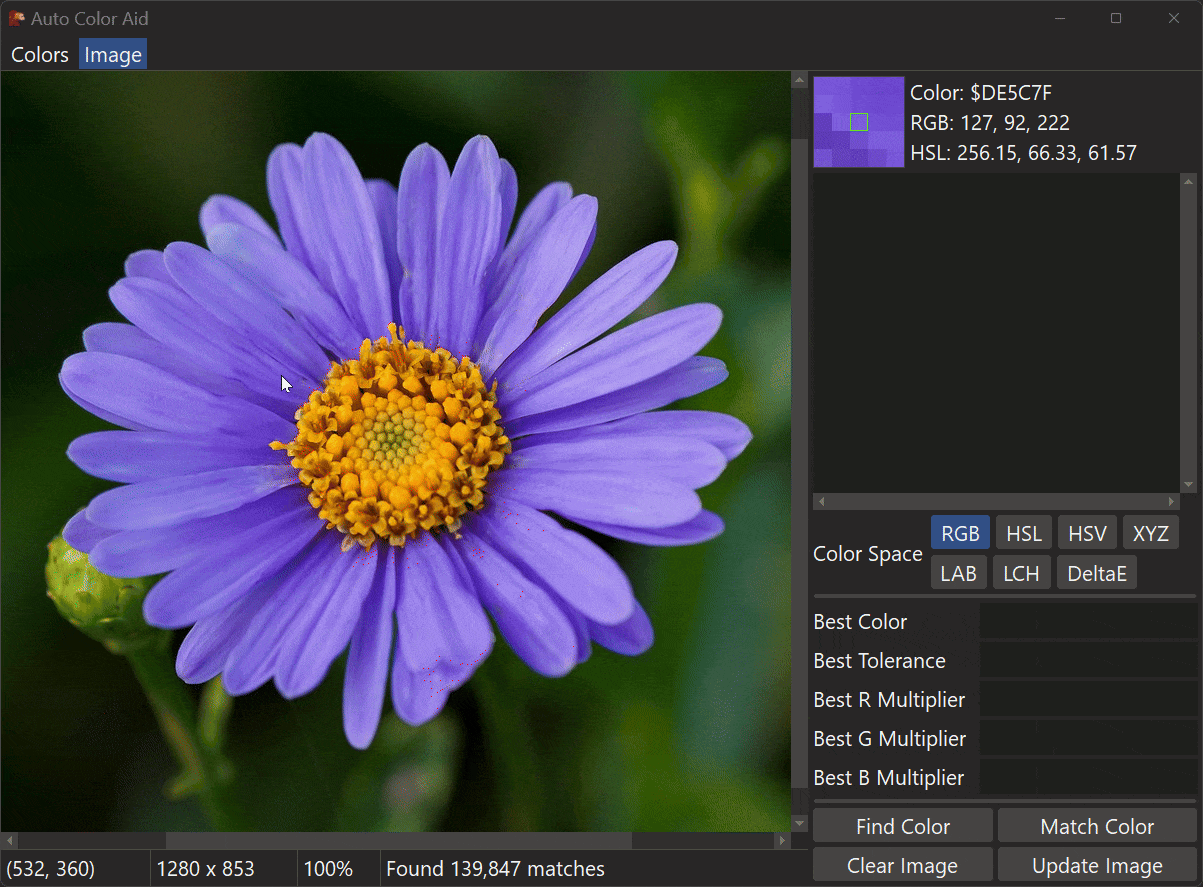 Auto Color Aid
Colors Image
Color: $DE5C7F
RGB: 127, 92, 222
HSL: 256.15, 66.33, 61.57
Color Space RGB HSL HSV XYZ
LAB LCH DeltaE
Best Color
Best Tolerance
Best R Multiplier
Best G Multiplier
Best B Multiplier
Find Color Match Color
Clear Image Update Image
(532, 360) 1280 x 853 100% Found 139,847 matches